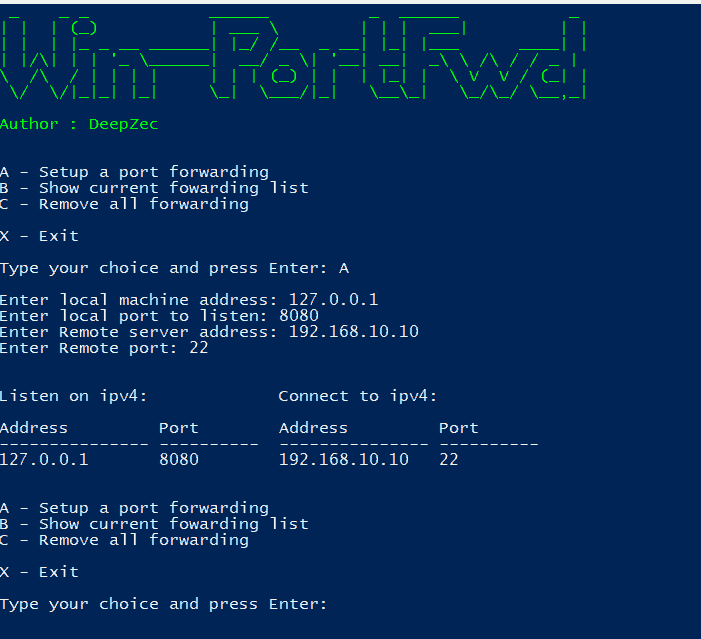 Win - PortFwd
Author : DeepZec
A - Setup a port forwarding
B - Show current fowarding list
C - Remove all forwarding
X - Exit
Type your choice and press Enter: A
Enter local machine address: 127.0.0.1
Enter local port to listen: 8080
Enter Remote server address: 192.168.10.10
Enter Remote port: 22
Listen on ipv4:             Connect to ipv4:
Address         Port        Address         Port
--------------- ----------  --------------- ----------
127.0.0.1       8080        192.168.10.10   22
A - Setup a port forwarding
B - Show current fowarding list
C - Remove all forwarding
X - Exit
Type your choice and press Enter: